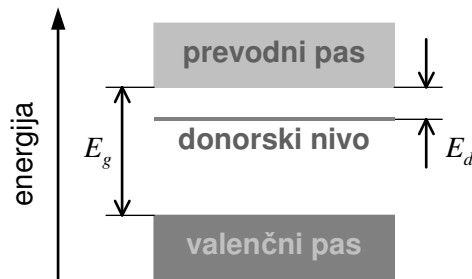 energija
prevodni pas
donorski nivo
E_g
E_d
valenčni pas